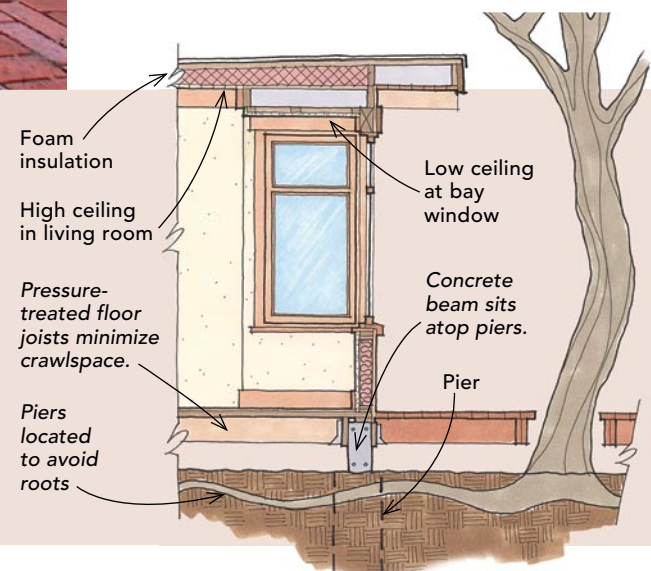 Foam
insulation
High ceiling
in living room
Pressure-
treated floor
joists minimize
crawlspace.
Piers
located
to avoid
roots
Low ceiling
at bay
window
Concrete
beam sits
atop piers.
Pier